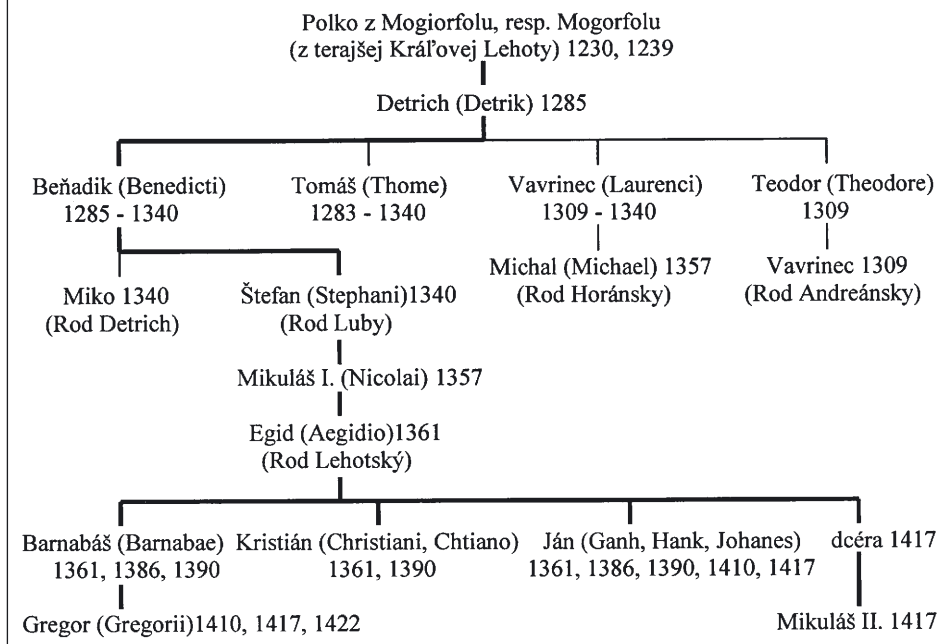 Polko z Mogiorfolu, resp. Mogorfolu
(z terajšej Kráľovej Lehoty) 1230, 1239
Detrich (Detrik) 1285
Beňadik (Benedicti)
1285 - 1340
Tomáš (Thome)
1283 - 1340
Vavrinec (Laurenci)
1309 - 1340
Teodor (Theodore)
1309
Miko 1340
(Rod Detrich)
Štefan (Stephani)1340
(Rod Luby)
Michal (Michael) 1357
(Rod Horánsky)
Vavrinec 1309
(Rod Andreánsky)
Mikuláš I. (Nicolai) 1357
Egid (Aegidio)1361
(Rod Lehotský)
Barnabáš (Barnabae)
1361, 1386, 1390
Kristián (Christiani, Chtiano)
1361, 1390
Ján (Ganh, Hank, Johanes)
1361, 1386, 1390, 1410, 1417
dcéra 1417
Gregor (Gregorii)1410, 1417, 1422
Mikuláš II. 1417